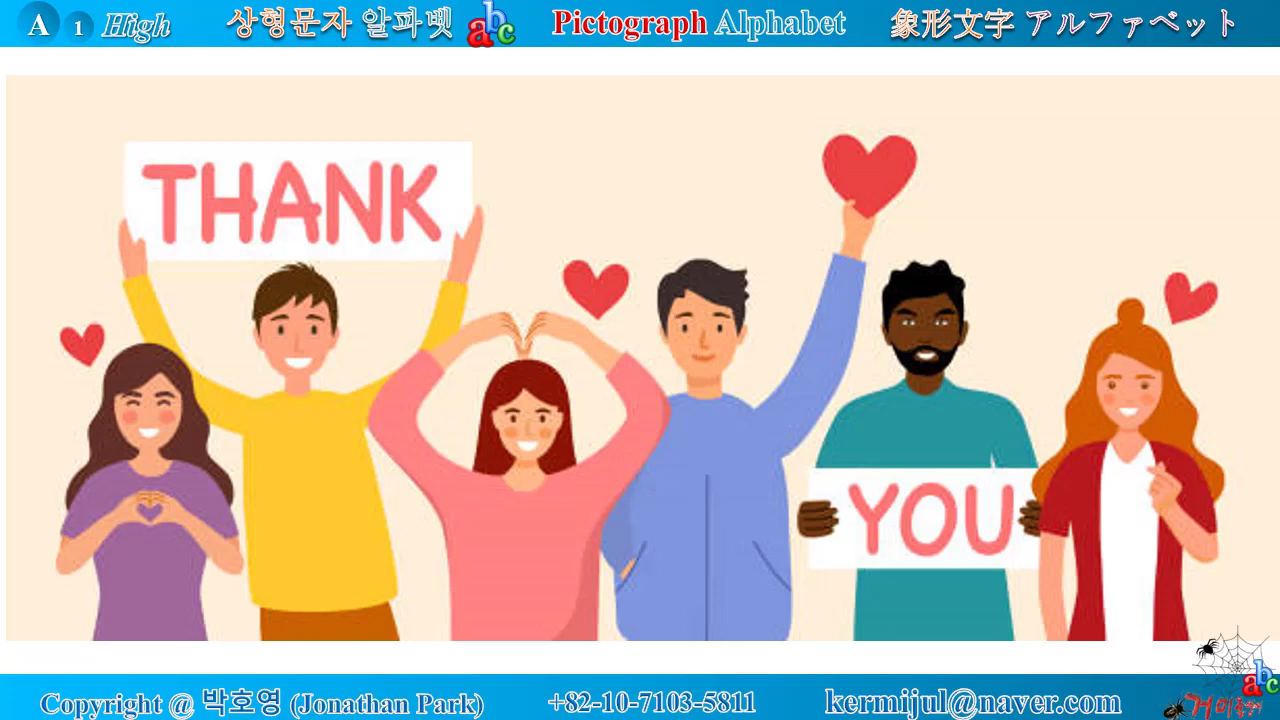 A 1 High 상형문자 알파벳 abc Pictograph Alphabet 象形文字 アルファベット
THANK
YOU
abc
Copyright @ 박호영 (Jonathan Park) +82-10-7103-5811 kermijul@naver.com